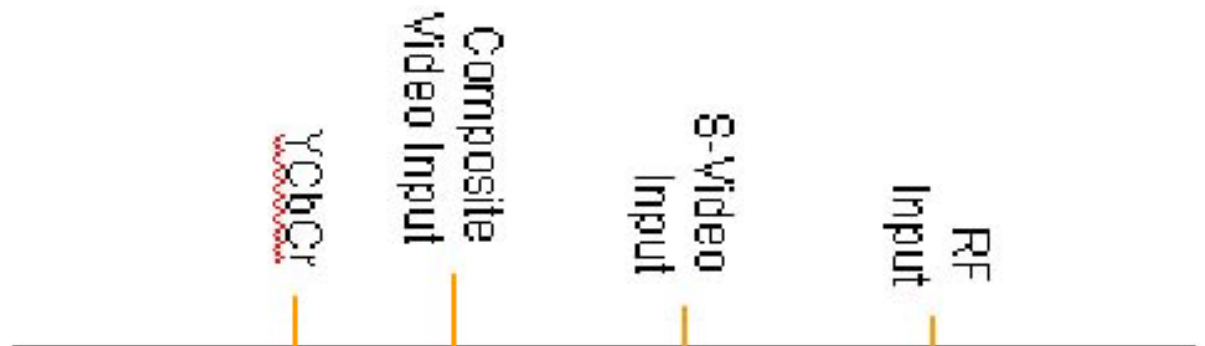 YCbCr
Composite
Video Input
S-Video
Input
RF
Input